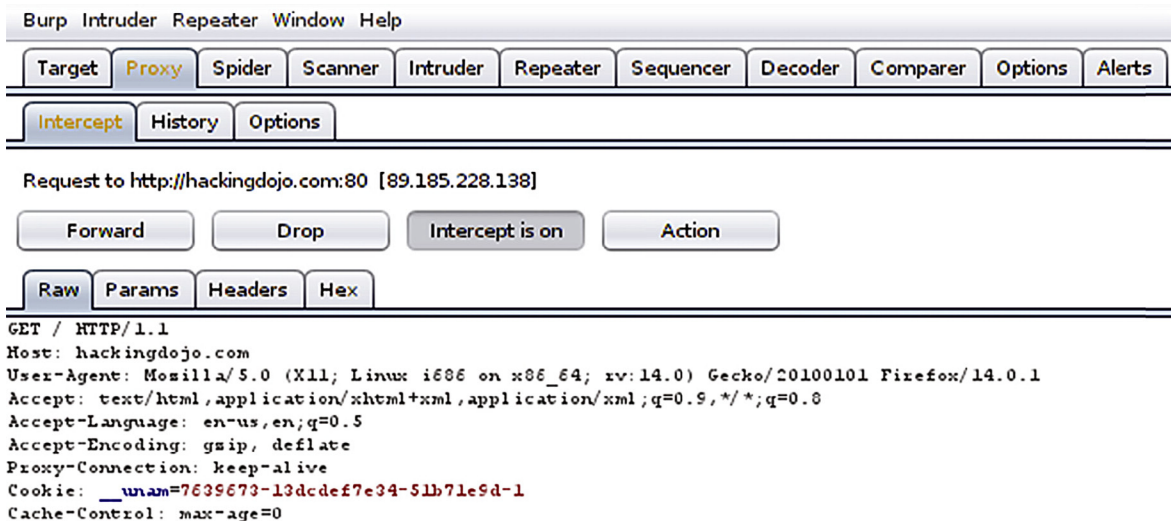 Burp Intruder Repeater Window Help
Target Proxy Spider Scanner Intruder Repeater Sequencer Decoder Comparer Options Alerts
Intercept History Options
Request to http://hackingdojo.com:80 [89.185.228.138]
Forward Drop Intercept is on Action
Raw Params Headers Hex
GET / HTTP/1.1
Host: hackingdojo.com
User-Agent: Mozilla/5.0 (X11; Linux i686 on x86_64; rv:14.0) Gecko/20100101 Firefox/14.0.1
Accept: text/html,application/xhtml+xml,application/xml;q=0.9,*/*;q=0.8
Accept-Language: en-us,en;q=0.5
Accept-Encoding: gzip, deflate
Proxy-Connection: keep-alive
Cookie: __unam=7639673-13dcdef7e34-51b71e9d-1
Cache-Control: max-age=0